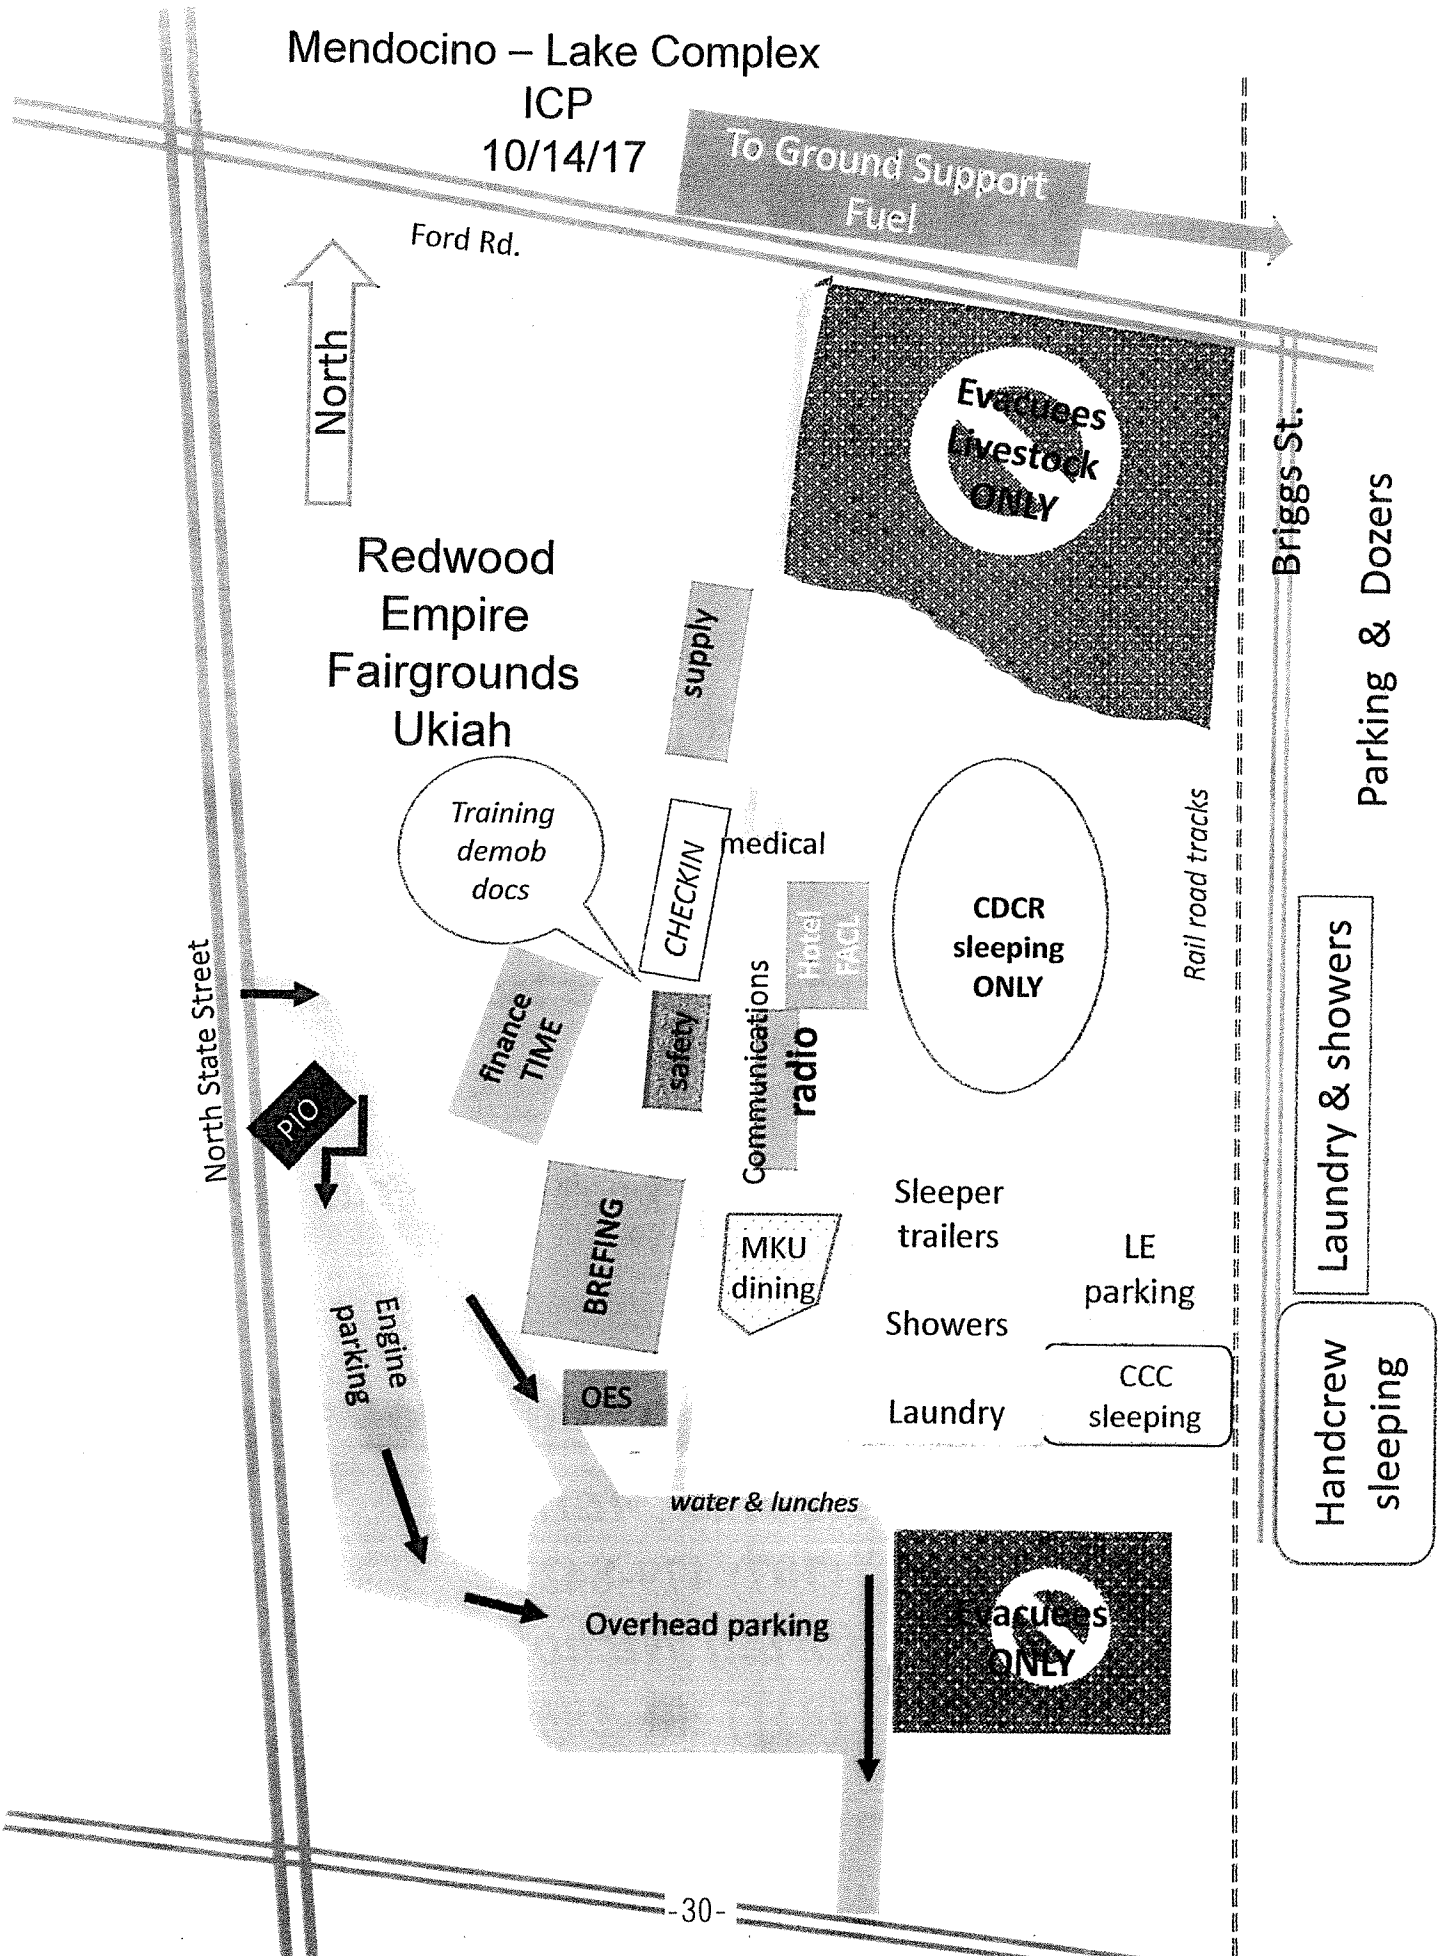 Mendocino – Lake Complex
ICP
10/14/17
To Ground Support
Fuel
Ford Rd.
North
Evacuees
Livestock
ONLY
Briggs St.
Parking & Dozers
Redwood
Empire
Fairgrounds
Ukiah
supply
Training
demob
docs
CHECKIN
medical
Hotel
FACL
CDCR
sleeping
ONLY
Rail road tracks
North State Street
finance
TIME
safety
Communications
radio
Laundry & showers
PIO
BREFING
MKU
dining
Sleeper
trailers
LE
parking
Engine
parking
Showers
OES
Laundry
CCC
sleeping
Handcrew
sleeping
water & lunches
Overhead parking
Evacuees
ONLY
-30-